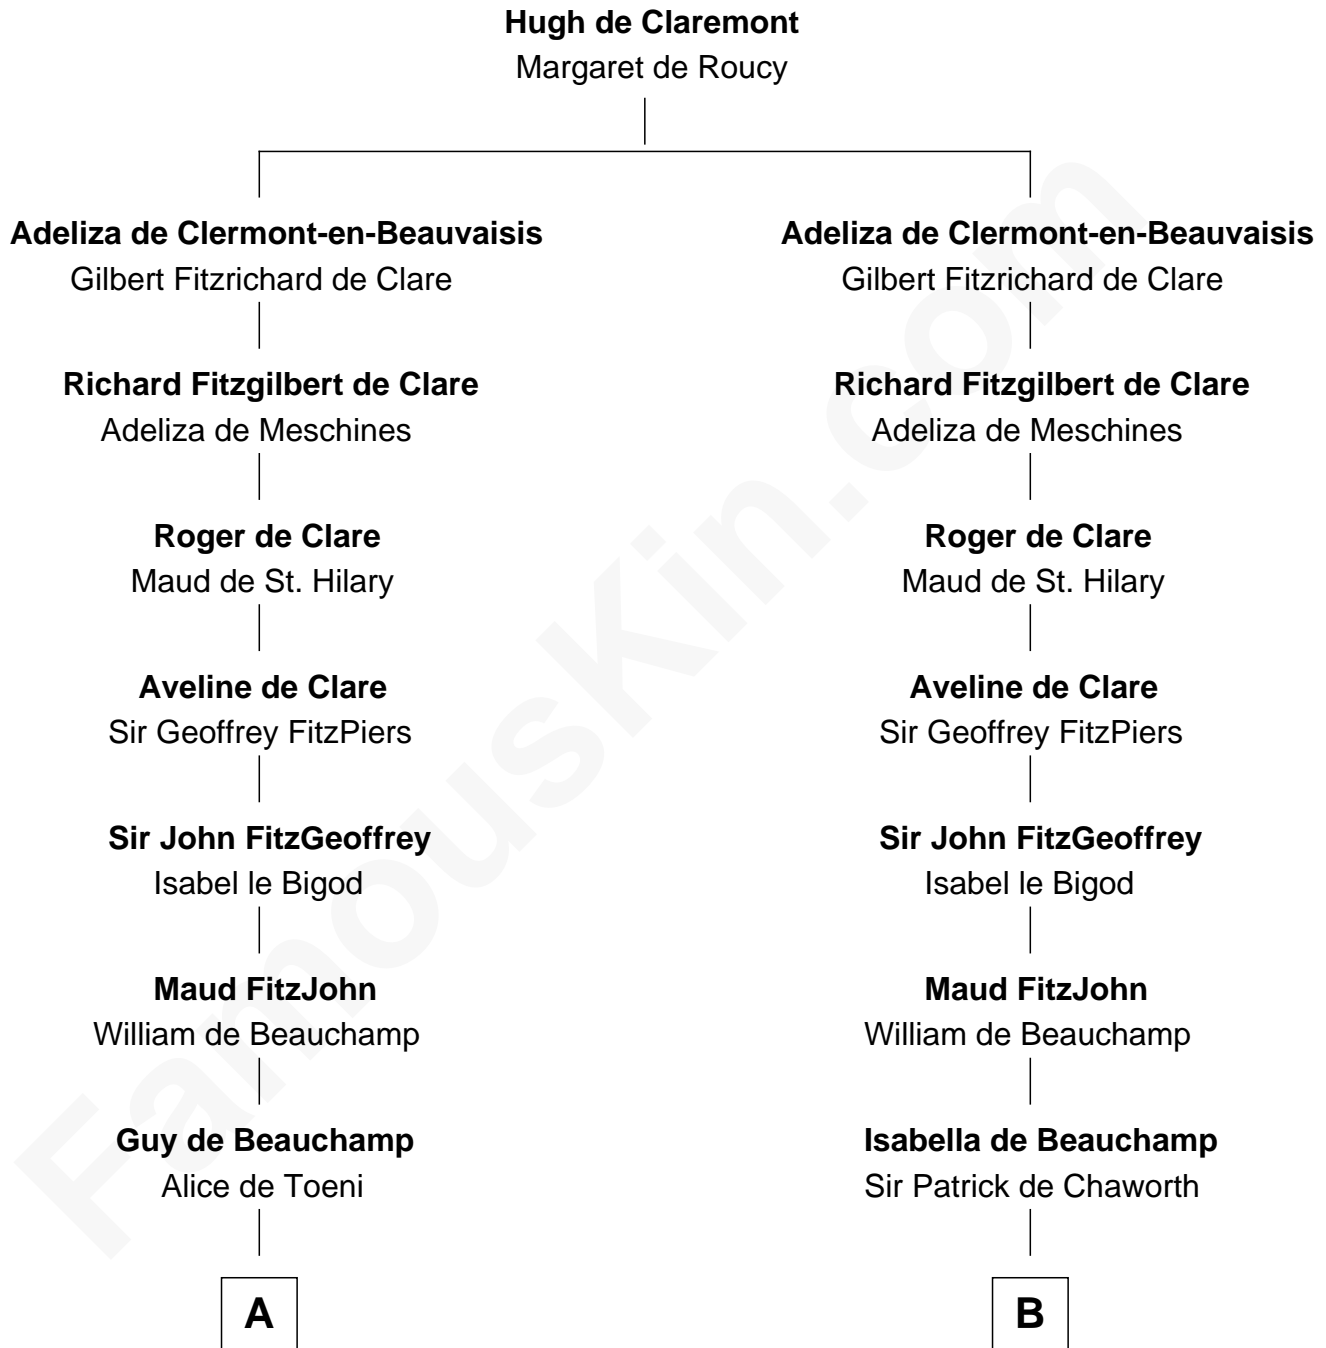 Hugh de Claremont
Margaret de Roucy
Adeliza de Clermont-en-Beauvaisis
Gilbert Fitzrichard de Clare
Richard Fitzgilbert de Clare
Adeliza de Meschines
Roger de Clare
Maud de St. Hilary
Aveline de Clare
Sir Geoffrey FitzPiers
Sir John FitzGeoffrey
Isabel le Bigod
Maud FitzJohn
William de Beauchamp
Guy de Beauchamp
Alice de Toeni
A
Adeliza de Clermont-en-Beauvaisis
Gilbert Fitzrichard de Clare
Richard Fitzgilbert de Clare
Adeliza de Meschines
Roger de Clare
Maud de St. Hilary
Aveline de Clare
Sir Geoffrey FitzPiers
Sir John FitzGeoffrey
Isabel le Bigod
Maud FitzJohn
William de Beauchamp
Isabella de Beauchamp
Sir Patrick de Chaworth
B
FamousKin.com